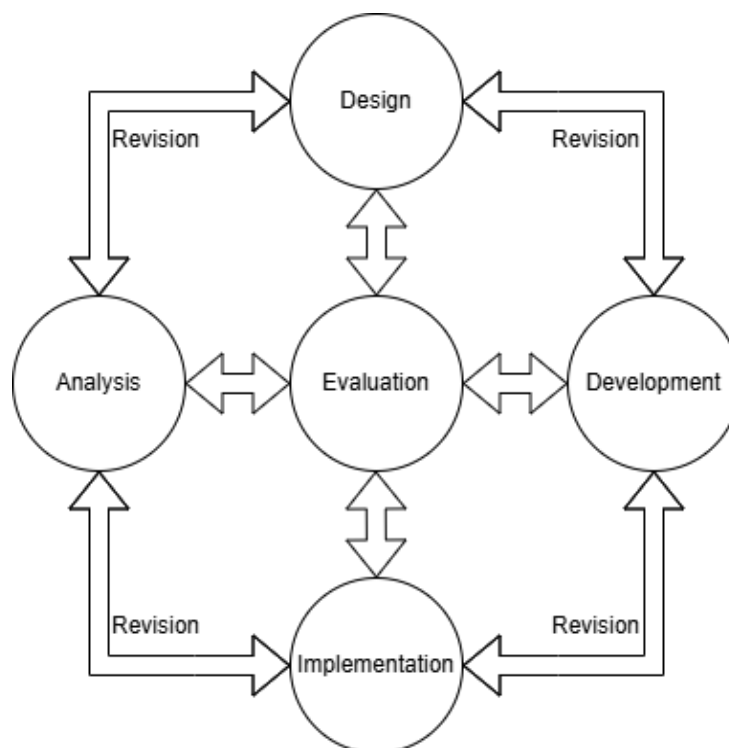 Design
Revision
Revision
Analysis
Evaluation
Development
Revision
Revision
Implementation